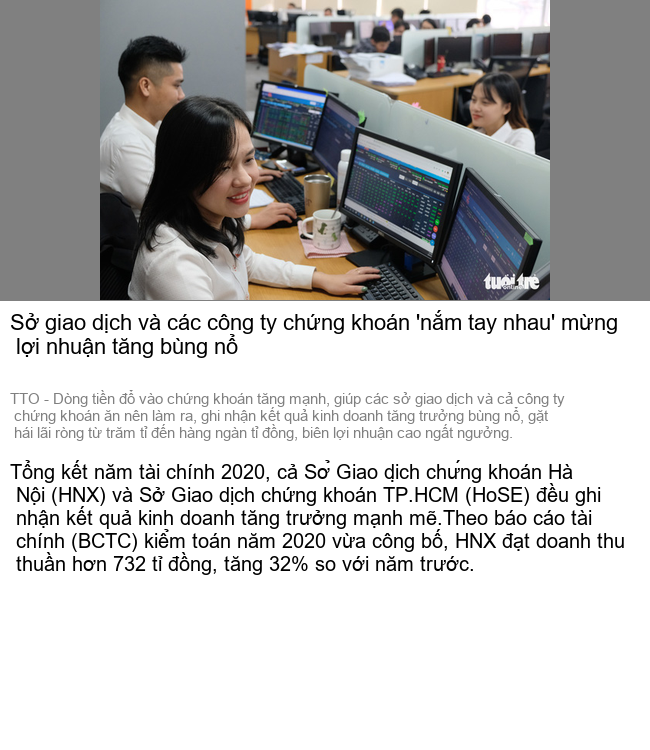 tuổi trẻ
online
Sở giao dịch và các công ty chứng khoán 'nắm tay nhau' mừng
lợi nhuận tăng bùng nổ
TTO - Dòng tiền đổ vào chứng khoán tăng mạnh, giúp các sở giao dịch và cả công ty
chứng khoán ăn nên làm ra, ghi nhận kết quả kinh doanh tăng trưởng bùng nổ, gặt
hái lãi ròng từ trăm tỉ đến hàng ngàn tỉ đồng, biên lợi nhuận cao ngất ngưởng.
Tổng kết năm tài chính 2020, cả Sở Giao dịch chứng khoán Hà
Nội (HNX) và Sở Giao dịch chứng khoán TP.HCM (HoSE) đều ghi
nhận kết quả kinh doanh tăng trưởng mạnh mẽ.Theo báo cáo tài
chính (BCTC) kiểm toán năm 2020 vừa công bố, HNX đạt doanh thu
thuần hơn 732 tỉ đồng, tăng 32% so với năm trước.